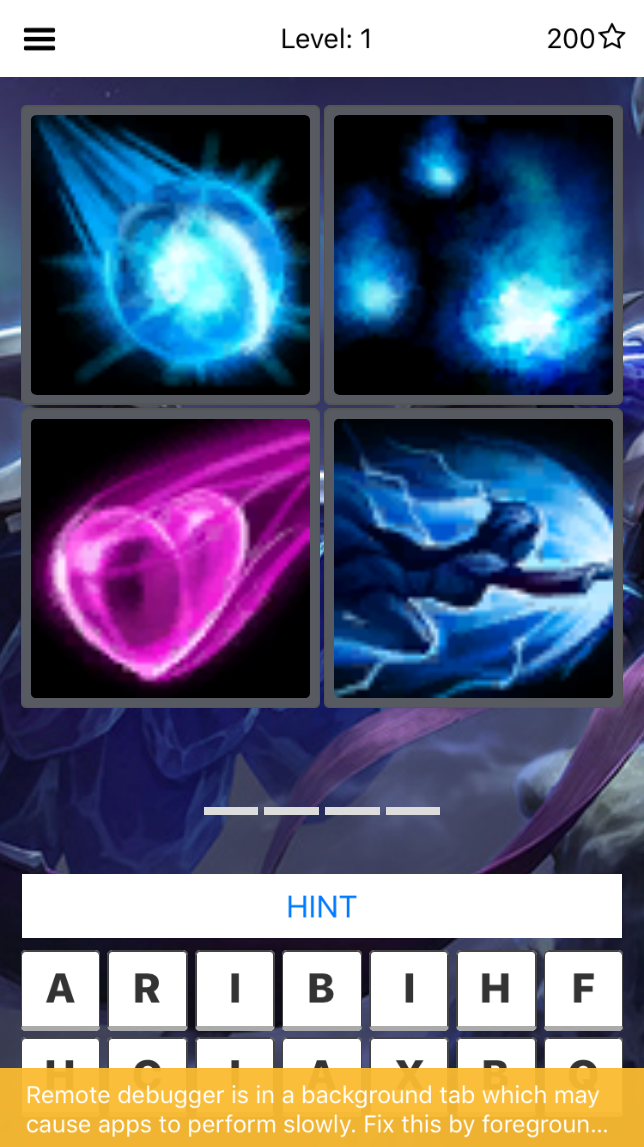 Level: 1
200
HINT
A R I B I H F
H C I A X B Q
Remote debugger is in a background tab which may
cause apps to perform slowly. Fix this by foregroun...